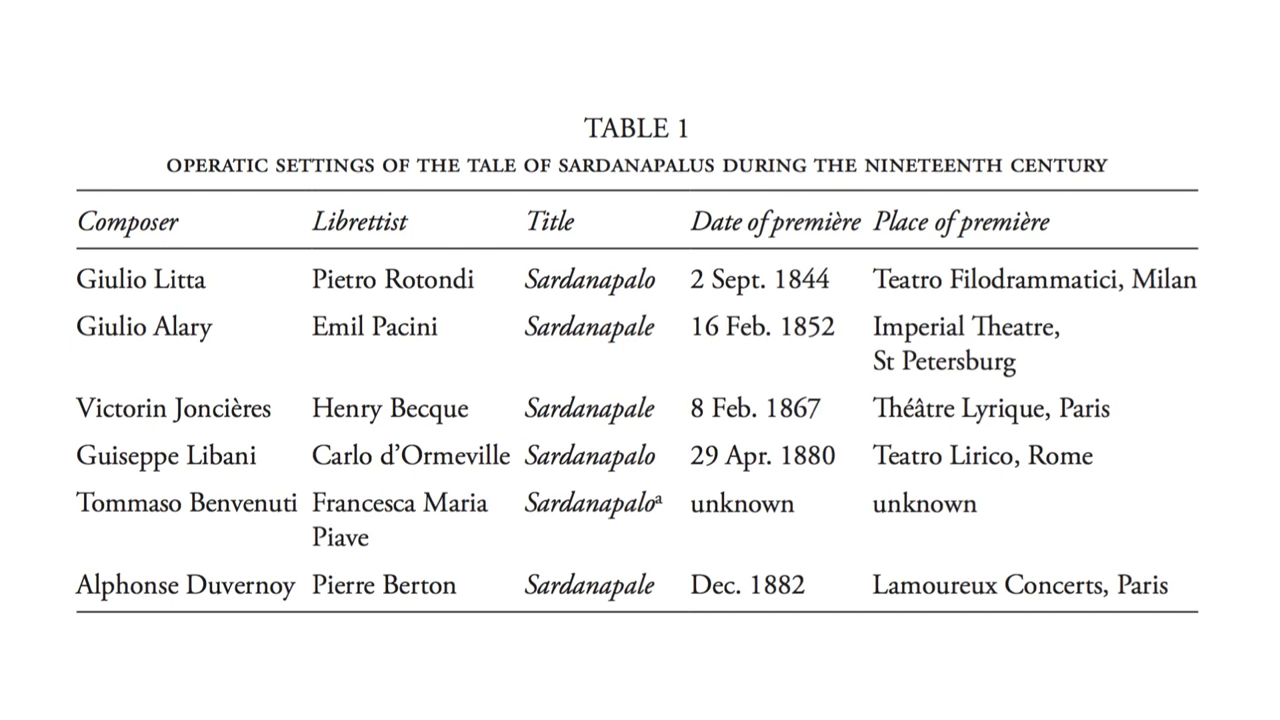 TABLE 1
OPERATIC SETTINGS OF THE TALE OF SARDANAPALUS DURING THE NINETEENTH CENTURY
Composer Librettist Title Date of première Place of première
Giulio Litta Pietro Rotondi Sardanapalo 2 Sept. 1844 Teatro Filodrammatici, Milan
Giulio Alary Emil Pacini Sardanapale 16 Feb. 1852 Imperial Theatre,
St Petersburg
Victorin Joncières Henry Becque Sardanapale 8 Feb. 1867 Théâtre Lyrique, Paris
Guiseppe Libani Carlo d’Ormeville Sardanapalo 29 Apr. 1880 Teatro Lirico, Rome
Tommaso Benvenuti Francesca Maria Sardanapaloᵃ unknown unknown
Piave
Alphonse Duvernoy Pierre Berton Sardanapale Dec. 1882 Lamoureux Concerts, Paris